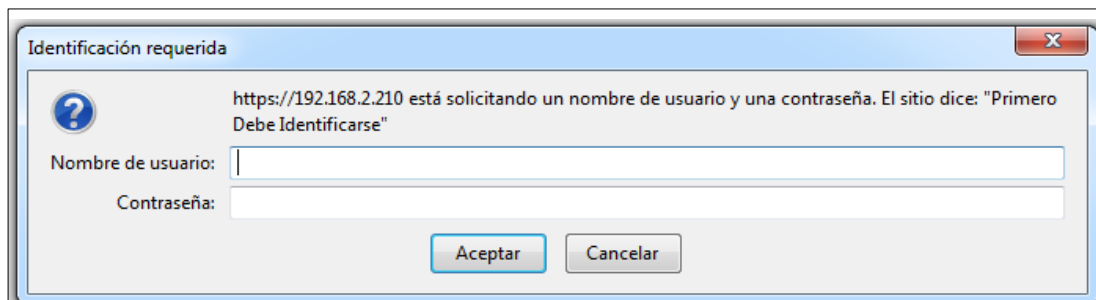 Identificación requerida
https://192.168.2.210 está solicitando un nombre de usuario y una contraseña. El sitio dice: "Primero
Debe Identificarse"
Nombre de usuario:
Contraseña:
Aceptar Cancelar